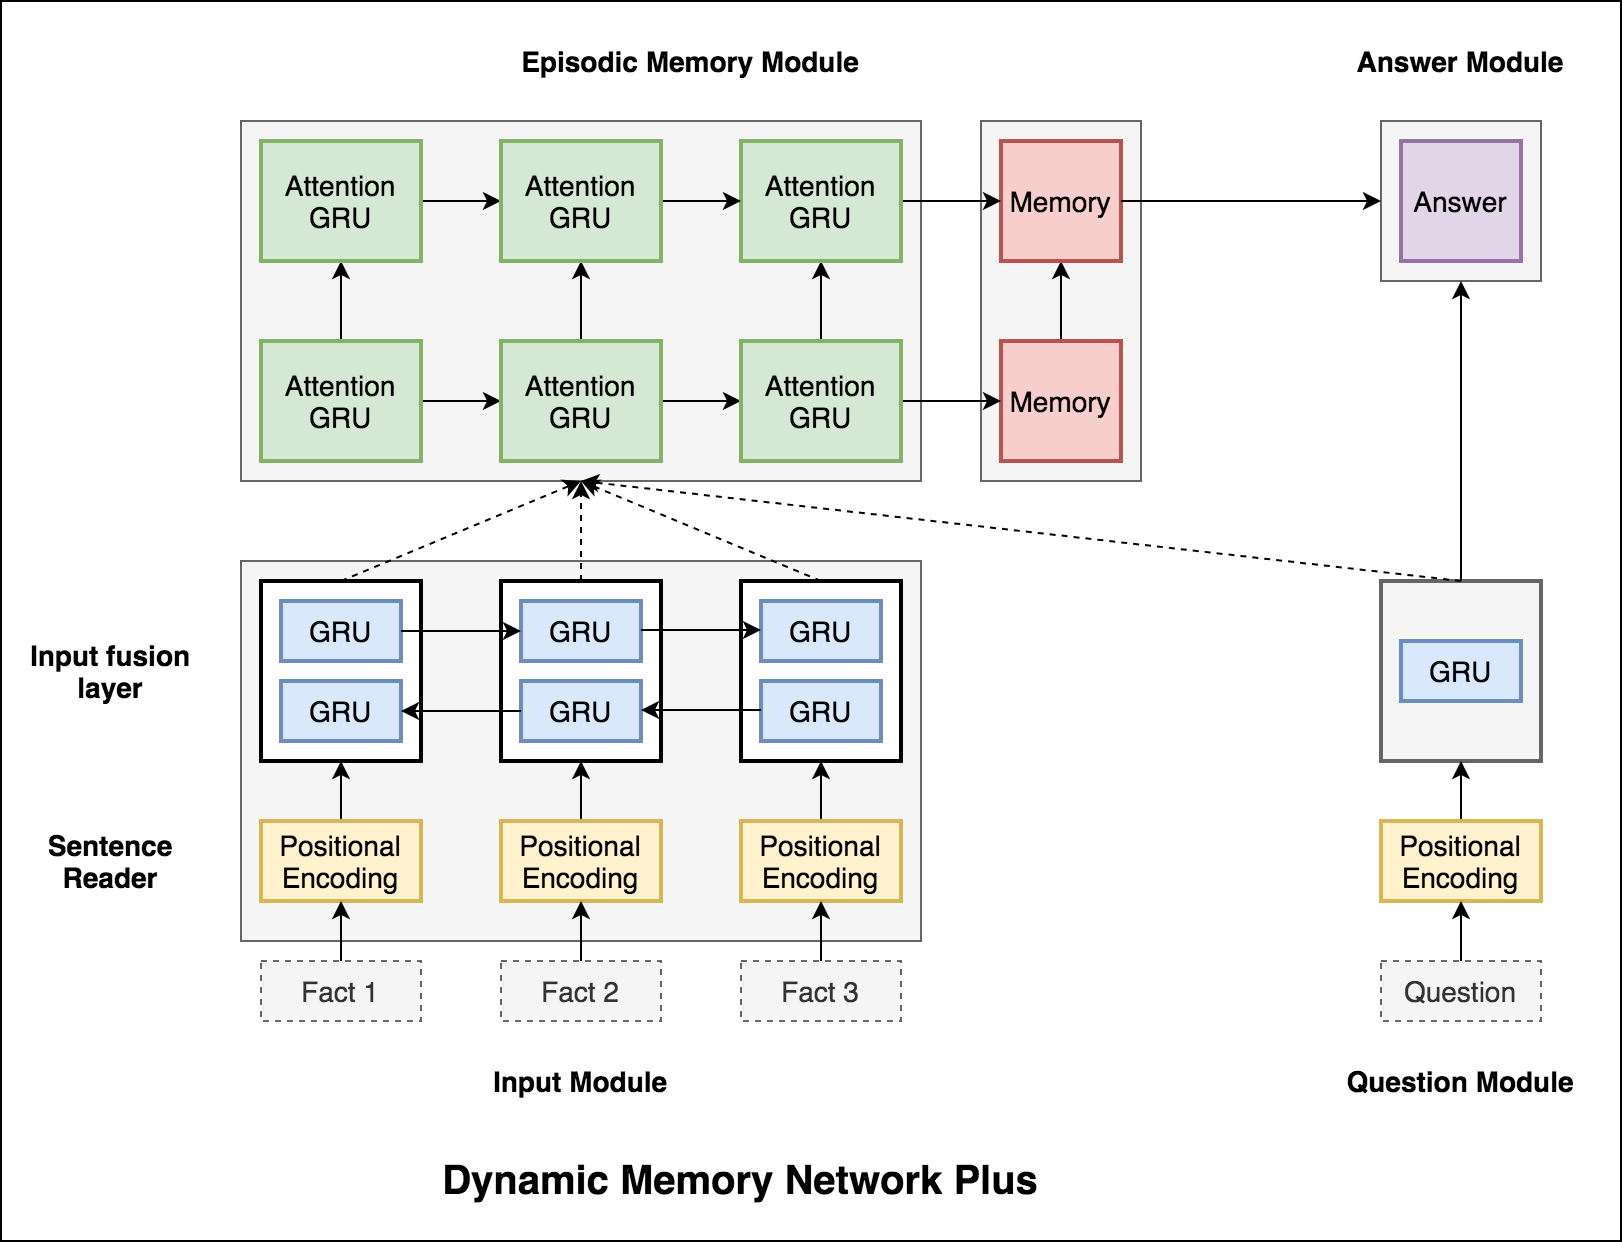 Episodic Memory Module
Answer Module
Attention
GRU
Attention
GRU
Attention
GRU
Memory
Answer
Attention
GRU
Attention
GRU
Attention
GRU
Memory
Input fusion
layer
GRU
GRU
GRU
GRU
GRU
GRU
GRU
Sentence
Reader
Positional
Encoding
Positional
Encoding
Positional
Encoding
Positional
Encoding
Fact 1
Fact 2
Fact 3
Question
Input Module
Question Module
Dynamic Memory Network Plus